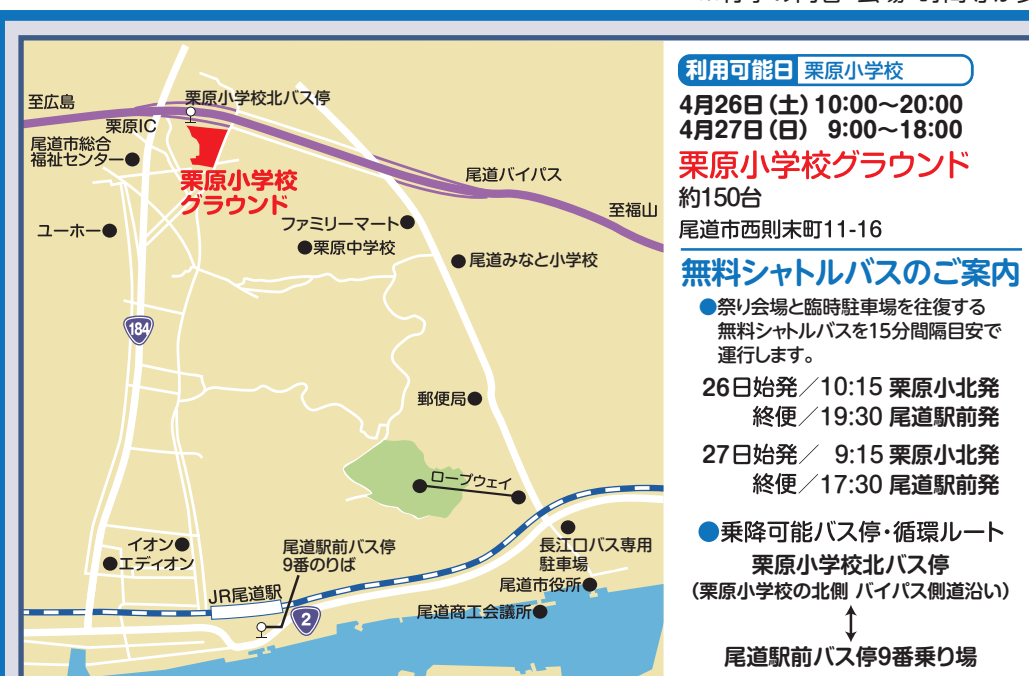 至広島
栗原小学校北バス停
栗原IC
尾道市総合
福祉センター
栗原小学校
グラウンド
尾道バイパス
至福山
ユーホー
ファミリーマート
栗原中学校
尾道みなと小学校
184
郵便局
ロープウェイ
イオン
エディオン
尾道駅前バス停
9番のりば
長江口バス専用
駐車場
JR尾道駅
2
尾道市役所
尾道商工会議所
利用可能日 栗原小学校
4月26日(土) 10:00〜20:00
4月27日(日) 9:00〜18:00
栗原小学校グラウンド
約150台
尾道市西則末町11-16
無料シャトルバスのご案内
●祭り会場と臨時駐車場を往復する
無料シャトルバスを15分間隔目安で
運行します。
26日始発/10:15 栗原小北発
終便/19:30 尾道駅前発
27日始発/ 9:15 栗原小北発
終便/17:30 尾道駅前発
●乗降可能バス停・循環ルート
栗原小学校北バス停
(栗原小学校の北側 バイパス側道沿い)
↕
尾道駅前バス停9番乗り場